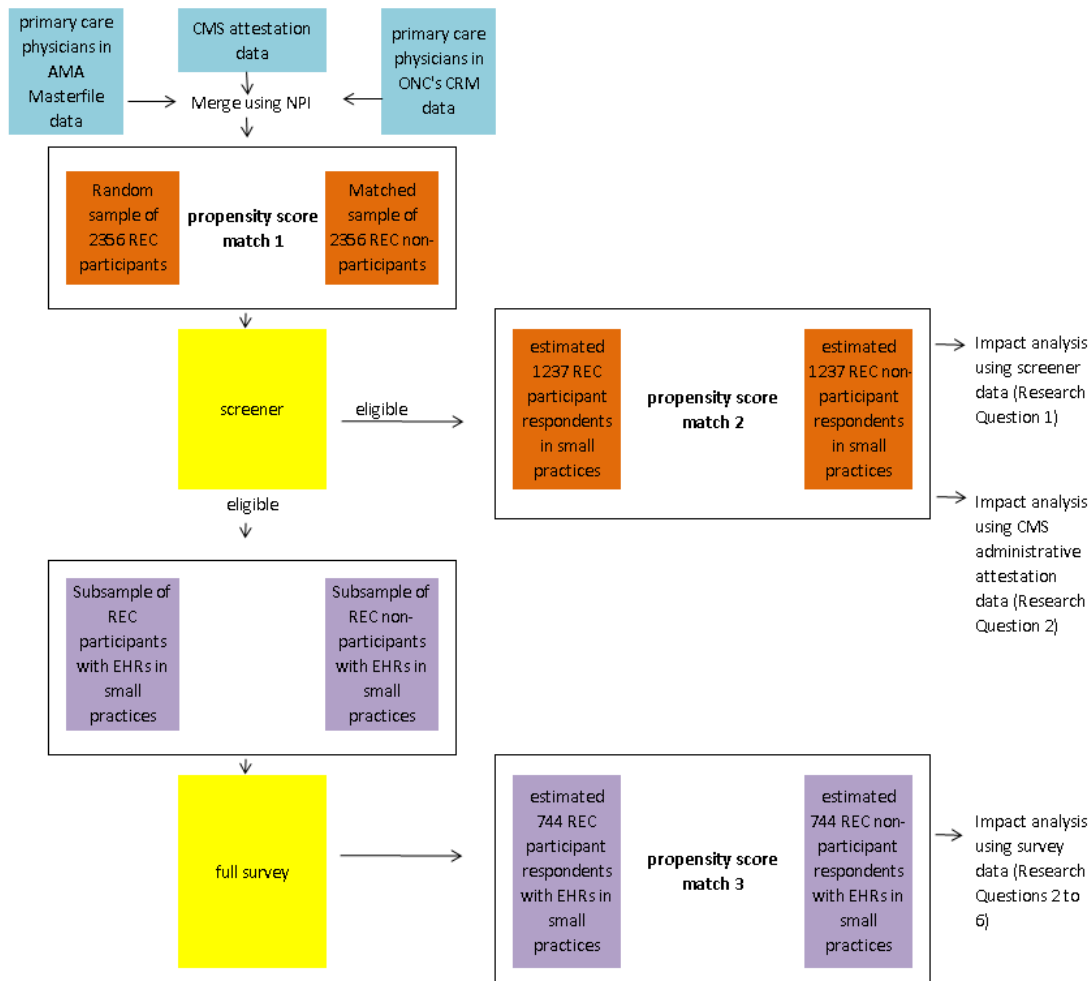 primary care
physicians in
AMA
Masterfile
data
CMS attestation
data
primary care
physicians in
ONC's CRM
data
Merge using NPI
Random
sample of
2356 REC
participants
propensity score
match 1
Matched
sample of
2356 REC non-
participants
screener
eligible
estimated
1237 REC
participant
respondents
in small
practices
propensity score
match 2
estimated
1237 REC non-
participant
respondents
in small
practices
Impact analysis
using screener
data (Research
Question 1)
Impact analysis
using CMS
administrative
attestation
data (Research
Question 2)
eligible
Subsample of
REC
participants
with EHRs in
small
practices
Subsample of
REC non-
participants
with EHRs in
small
practices
full survey
estimated
744 REC
participant
respondents
with EHRs in
small
practices
propensity score
match 3
estimated
744 REC non-
participant
respondents
with EHRs in
small
practices
Impact analysis
using survey
data (Research
Questions 2 to
6)